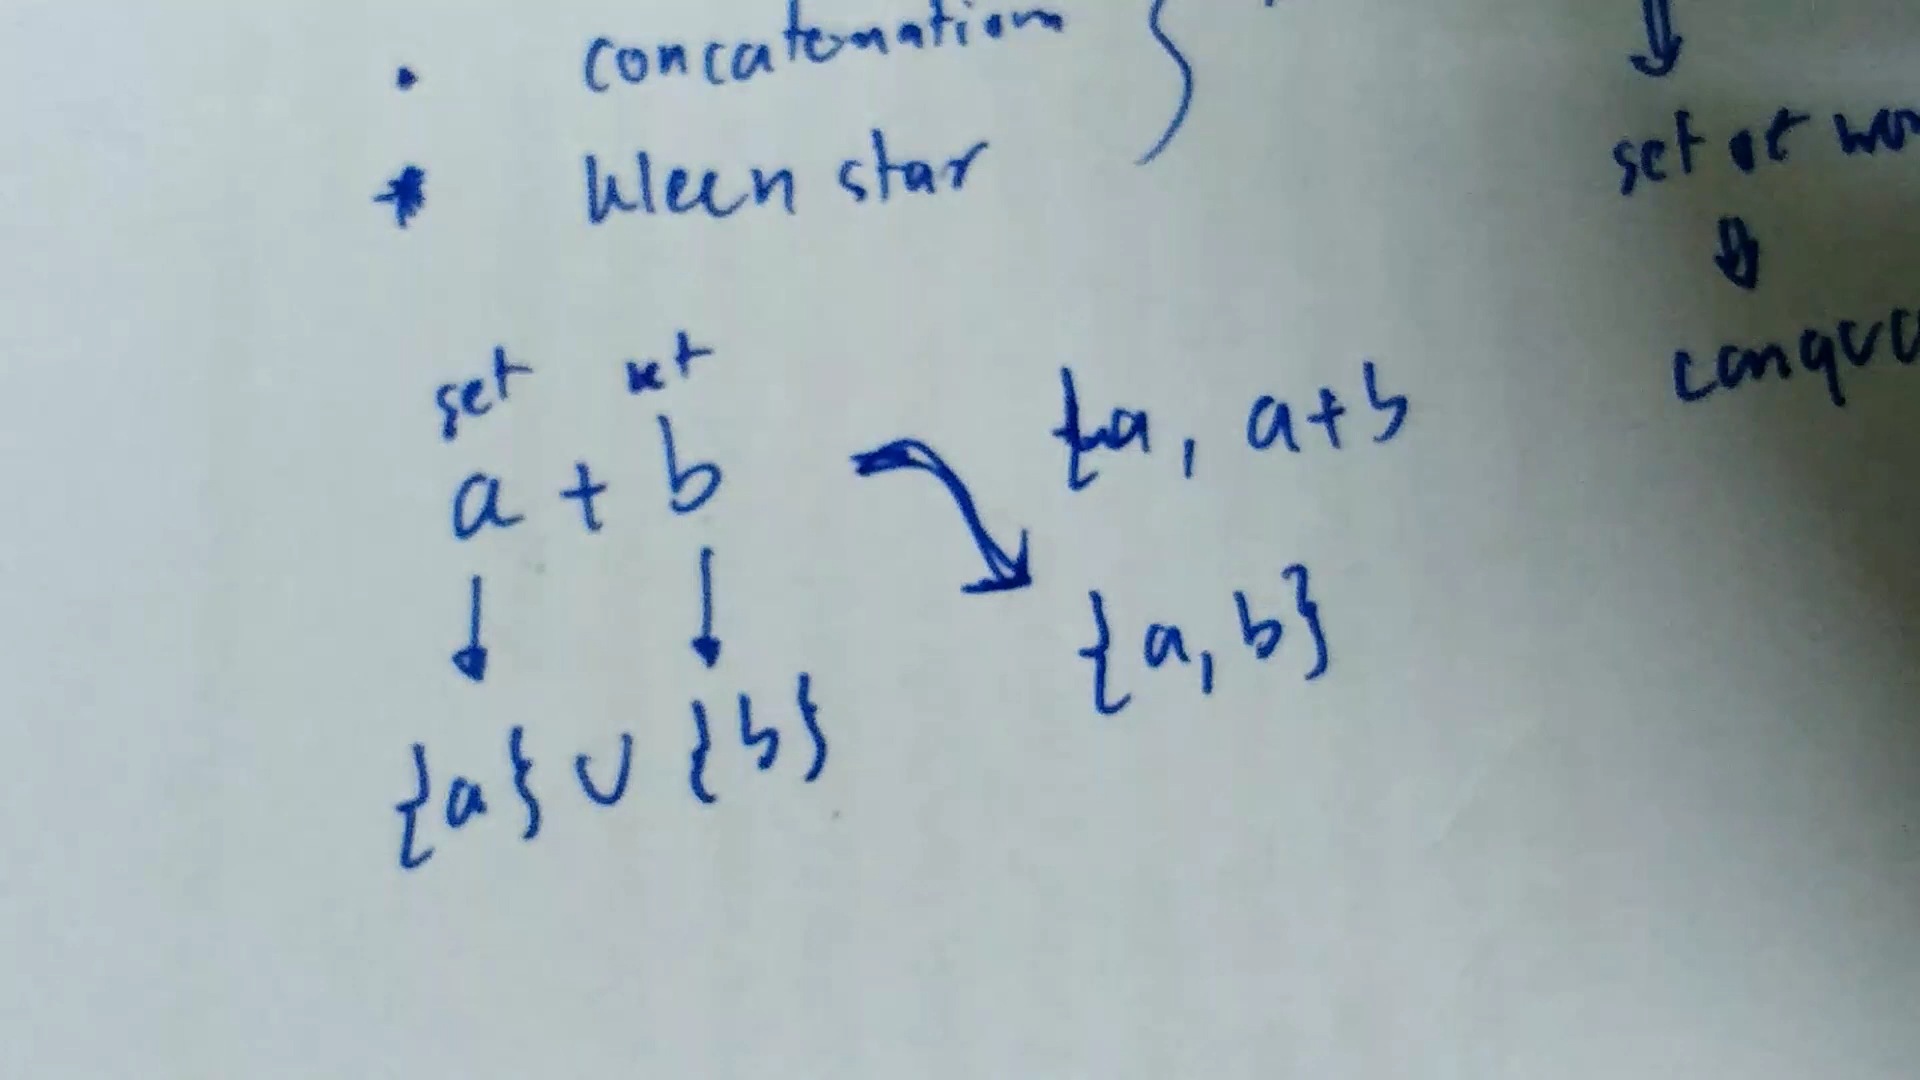 . concatenation
* kleen star
set set
a + b
{a} ∪ {b}
{a, a+b
{a, b}
set of